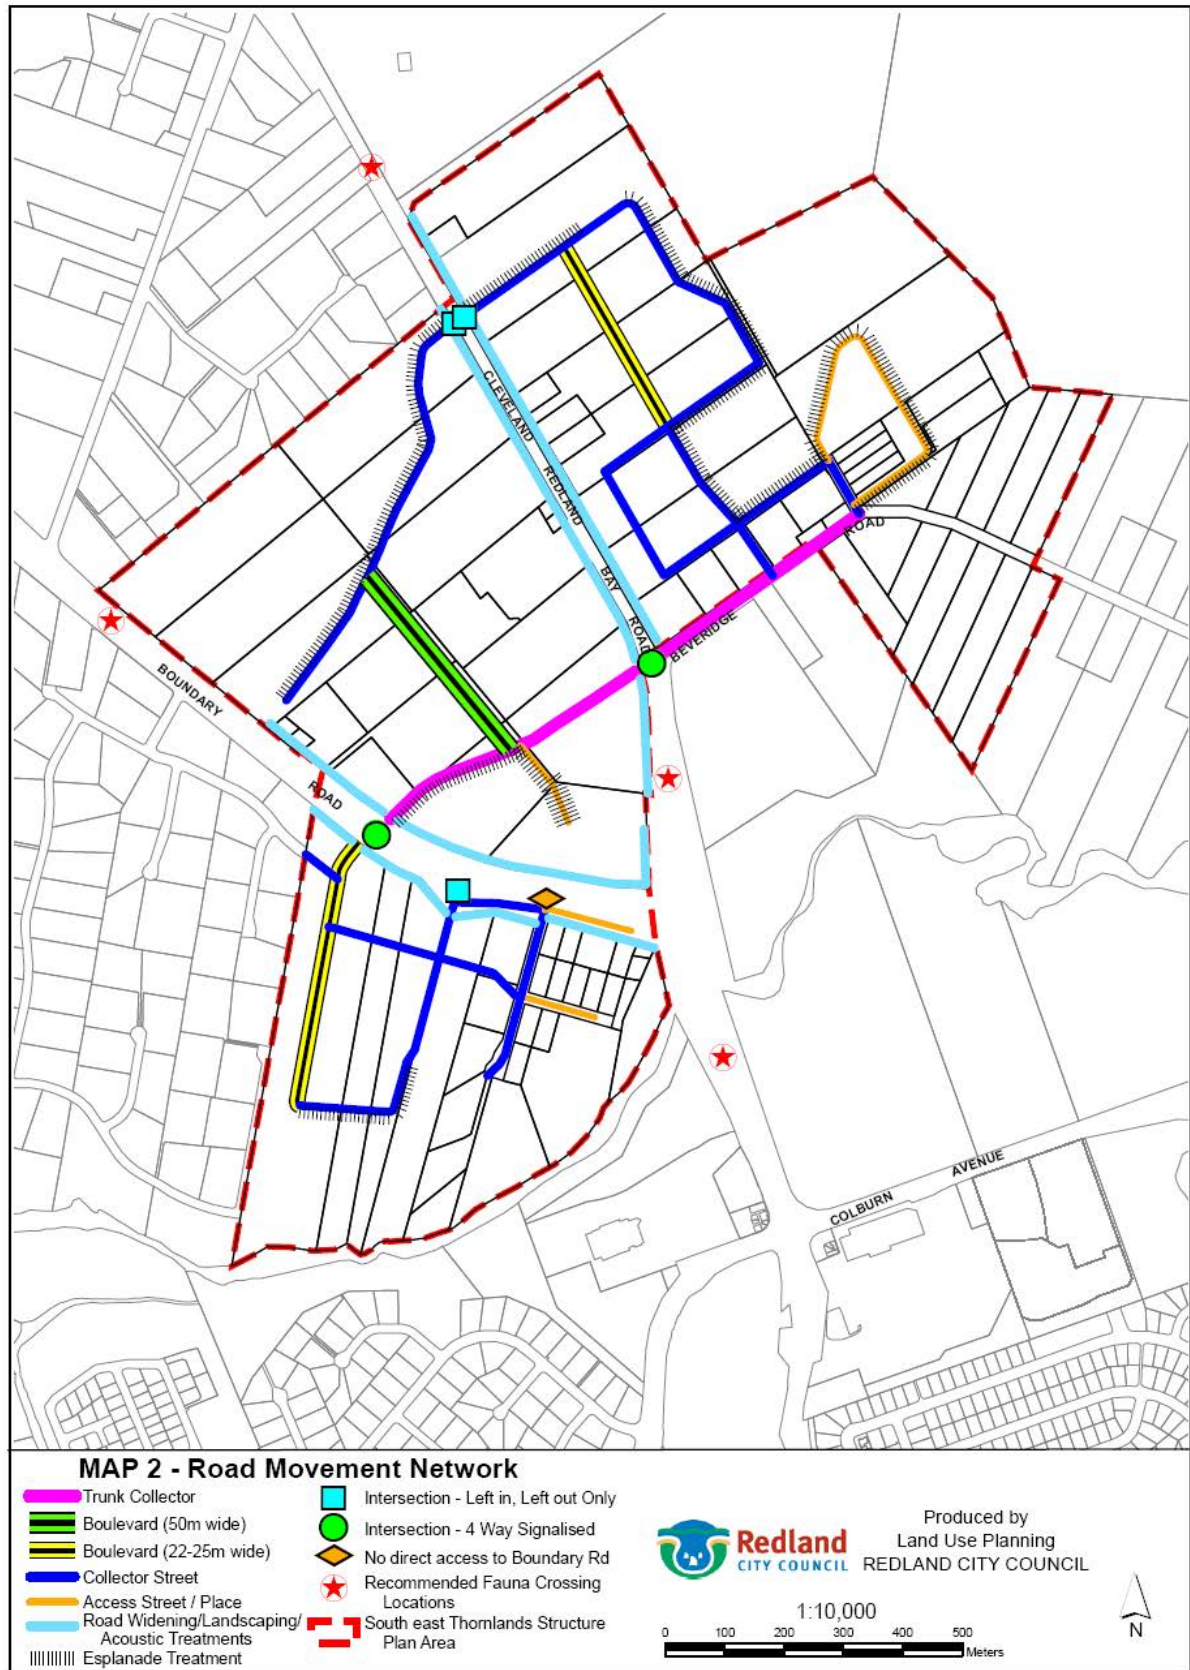 CLEVELAND
REDLAND
BAY
ROAD
ROAD
BEVERIDGE
BOUNDARY
ROAD
COLBURN
AVENUE
MAP 2 - Road Movement Network
Trunk Collector
Boulevard (50m wide)
Boulevard (22-25m wide)
Collector Street
Access Street / Place
Road Widening/Landscaping/
Acoustic Treatments
Esplanade Treatment
Intersection - Left in, Left out Only
Intersection - 4 Way Signalised
No direct access to Boundary Rd
Recommended Fauna Crossing
Locations
South east Thornlands Structure
Plan Area
Redland
CITY COUNCIL
Produced by
Land Use Planning
REDLAND CITY COUNCIL
1:10,000
0 100 200 300 400 500
Meters
N